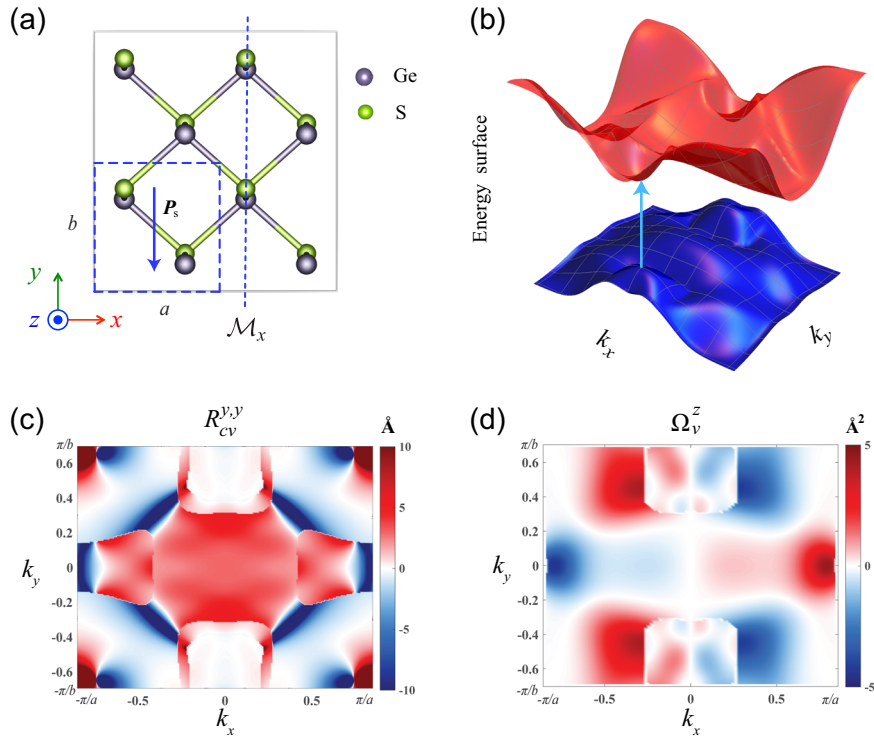 (a)
Ge
S
P_s
b
a
y
z
x
M_x
(b)
Energy surface
k_x
k_y
(c)
R_cv^{y,y}
Å
π/b
0.6
0.4
0.2
0
-0.2
-0.4
-0.6
-π/b
k_y
-π/a
-0.5
0
0.5
π/a
k_x
10
5
0
-5
-10
(d)
Ω_v^z
Å²
π/b
0.6
0.4
0.2
0
-0.2
-0.4
-0.6
-π/b
k_y
-π/a
-0.5
0
0.5
π/a
k_x
5
0
-5